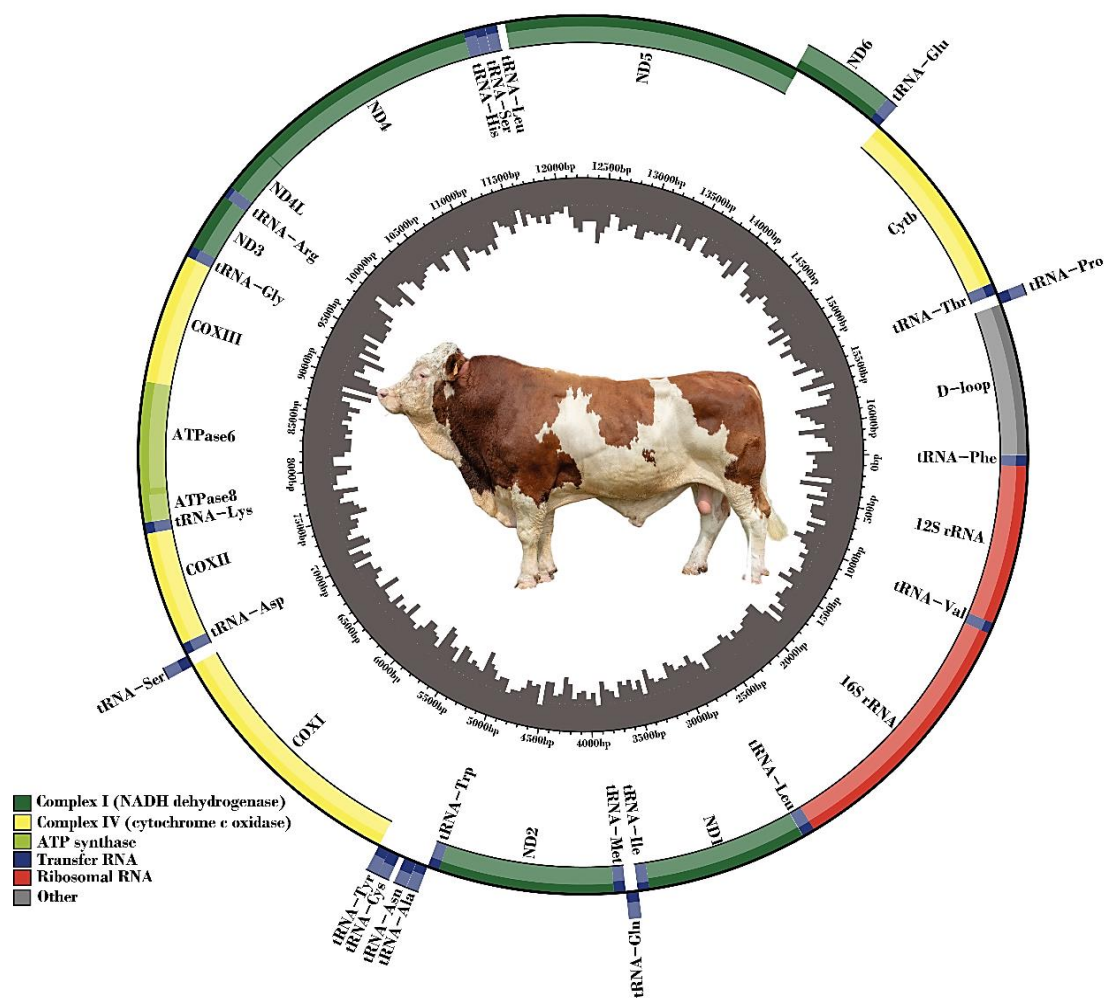 ND5
ND6
tRNA-Glu
Cytb
tRNA-Thr
tRNA-Pro
D-loop
tRNA-Phe
12S rRNA
tRNA-Val
16S rRNA
tRNA-Leu
ND1
tRNA-Ile
tRNA-Gln
tRNA-Met
ND2
tRNA-Trp
tRNA-Ala
tRNA-Asn
tRNA-Cys
tRNA-Tyr
COXI
tRNA-Ser
tRNA-Asp
COXII
tRNA-Lys
ATPase8
ATPase6
COXIII
tRNA-Gly
ND3
tRNA-Arg
ND4L
ND4
tRNA-His
tRNA-Ser
tRNA-Leu
0bp
500bp
1000bp
1500bp
2000bp
2500bp
3000bp
3500bp
4000bp
4500bp
5000bp
5500bp
6000bp
6500bp
7000bp
7500bp
8000bp
8500bp
9000bp
9500bp
10000bp
10500bp
11000bp
11500bp
12000bp
12500bp
13000bp
13500bp
14000bp
14500bp
15000bp
15500bp
16000bp
Complex I (NADH dehydrogenase)
Complex IV (cytochrome c oxidase)
ATP synthase
Transfer RNA
Ribosomal RNA
Other